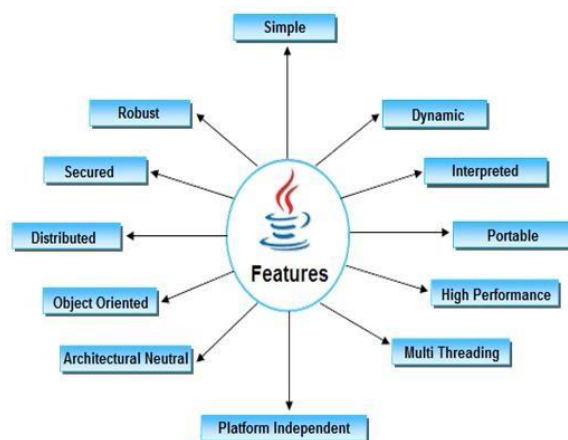 Simple
Robust
Dynamic
Secured
Interpreted
Distributed
Portable
Features
Object Oriented
High Performance
Architectural Neutral
Multi Threading
Platform Independent